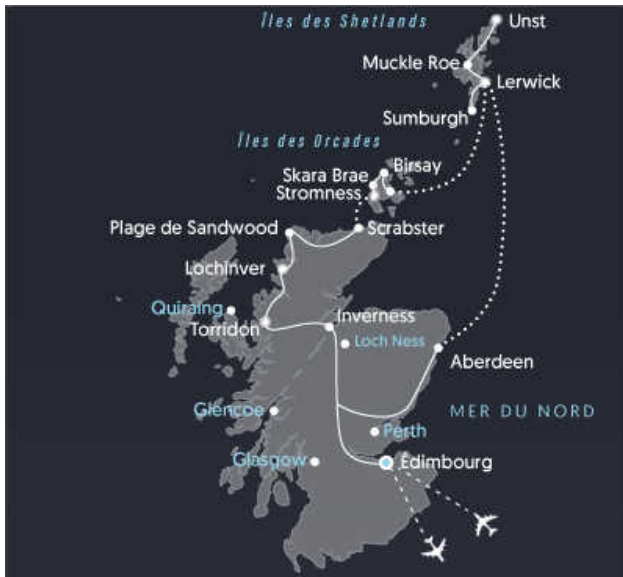 Îles des Shetlands
Unst
Muckle Roe
Lerwick
Sumburgh
Îles des Orcades
Birsay
Skara Brae
Stromness
Plage de Sandwood
Scrabster
Lochinver
Quiraing
Torridon
Inverness
Loch Ness
Aberdeen
Glencoe
MER DU NORD
Perth
Glasgow
Edimbourg